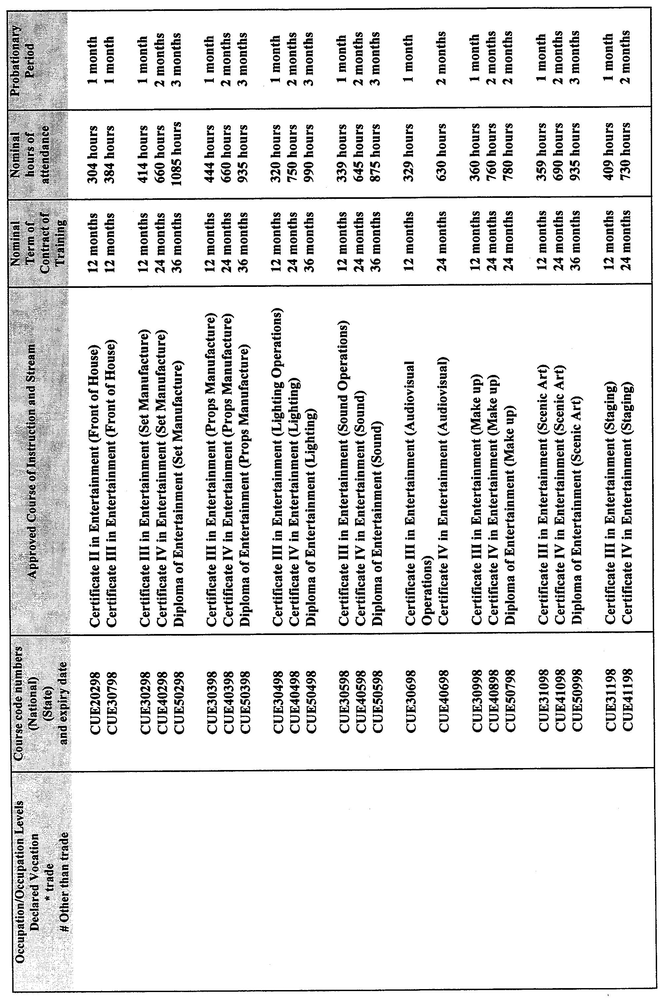 Occupation/Occupation Levels
Declared Vocation
* trade
# Other than trade
Course code numbers
(National)
(State)
and expiry date
Approved Course of Instruction and Stream
Nominal
Term of
Contract of
Training
Nominal
hours of
attendance
Probationary
Period
CUE20298 Certificate II in Entertainment (Front of House) 12 months 304 hours 1 month
CUE30798 Certificate III in Entertainment (Front of House) 12 months 384 hours 1 month
CUE30298 Certificate III in Entertainment (Set Manufacture) 12 months 414 hours 1 month
CUE40298 Certificate IV in Entertainment (Set Manufacture) 24 months 660 hours 2 months
CUE50298 Diploma of Entertainment (Set Manufacture) 36 months 1085 hours 3 months
CUE30398 Certificate III in Entertainment (Props Manufacture) 12 months 444 hours 1 month
CUE40398 Certificate IV in Entertainment (Props Manufacture) 24 months 660 hours 2 months
CUE50398 Diploma of Entertainment (Props Manufacture) 36 months 935 hours 3 months
CUE30498 Certificate III in Entertainment (Lighting Operations) 12 months 320 hours 1 month
CUE40498 Certificate IV in Entertainment (Lighting) 24 months 750 hours 2 months
CUE50498 Diploma of Entertainment (Lighting) 36 months 990 hours 3 months
CUE30598 Certificate III in Entertainment (Sound Operations) 12 months 339 hours 1 month
CUE40598 Certificate IV in Entertainment (Sound) 24 months 645 hours 2 months
CUE50598 Diploma of Entertainment (Sound) 36 months 875 hours 3 months
CUE30698 Certificate III in Entertainment (Audiovisual 12 months 329 hours 1 month
Operations)
CUE40698 Certificate IV in Entertainment (Audiovisual) 24 months 630 hours 2 months
CUE30998 Certificate III in Entertainment (Make up) 12 months 360 hours 1 month
CUE40898 Certificate IV in Entertainment (Make up) 24 months 760 hours 2 months
CUE50798 Diploma of Entertainment (Make up) 24 months 780 hours 2 months
CUE31098 Certificate III in Entertainment (Scenic Art) 12 months 359 hours 1 month
CUE41098 Certificate IV in Entertainment (Scenic Art) 24 months 690 hours 2 months
CUE50998 Diploma of Entertainment (Scenic Art) 36 months 935 hours 3 months
CUE31198 Certificate III in Entertainment (Staging) 12 months 409 hours 1 month
CUE41198 Certificate IV in Entertainment (Staging) 24 months 730 hours 2 months